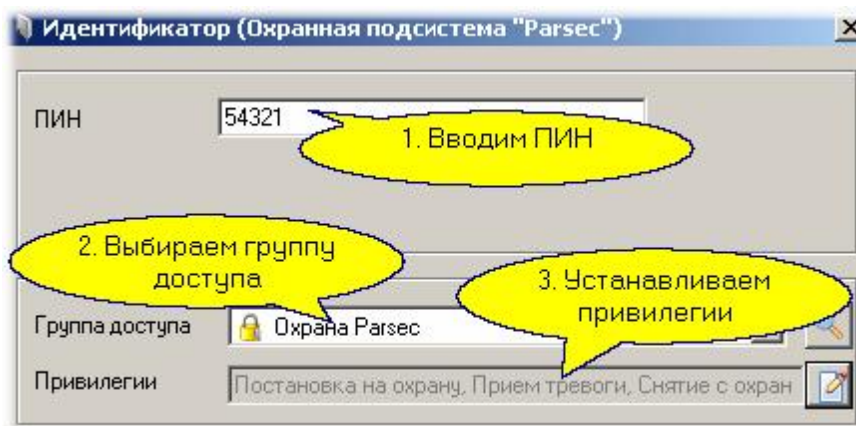 Идентификатор (Охранная подсистема "Parsec")
ПИН
54321
1. Вводим ПИН
2. Выбираем группу
доступа
3. Устанавливаем
привилегии
Группа доступа
Охрана Parsec
Привилегии
Постановка на охрану, Прием тревоги, Снятие с охран